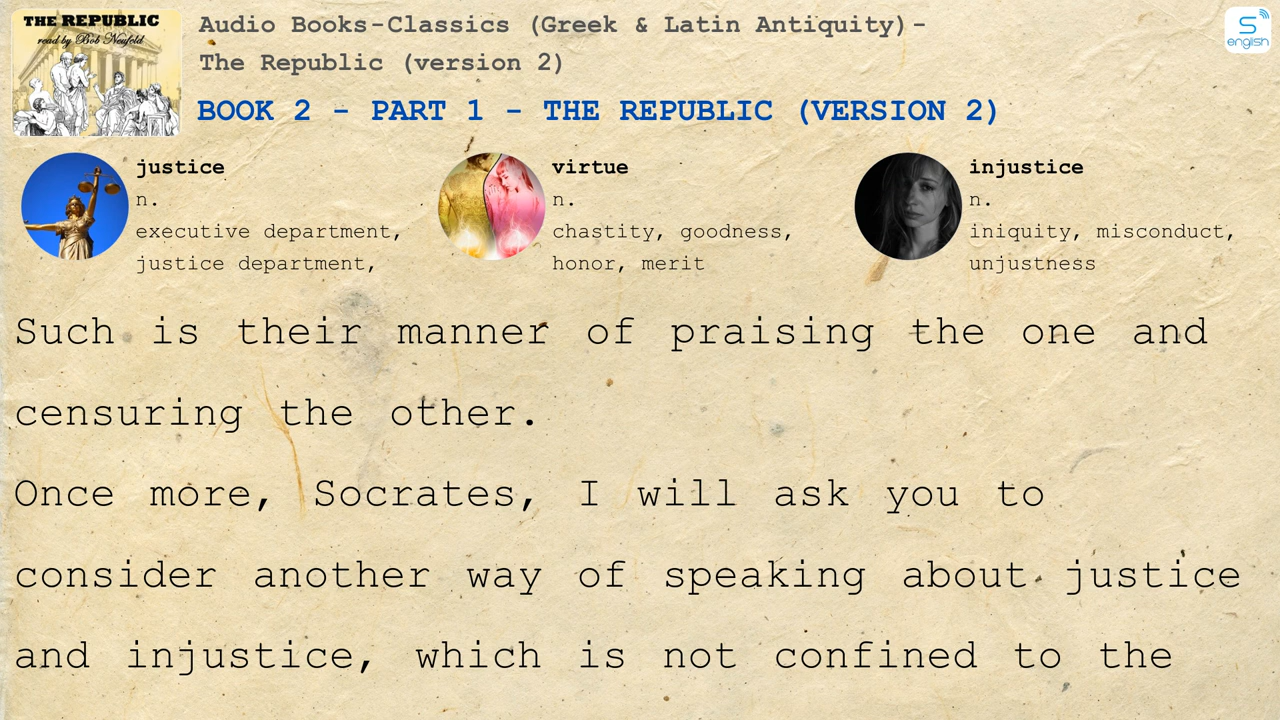 THE REPUBLIC
read by Bob Neufeld
Audio Books-Classics (Greek & Latin Antiquity)-
The Republic (version 2)
S
english
BOOK 2 - PART 1 - THE REPUBLIC (VERSION 2)
justice
n.
executive department,
justice department,
virtue
n.
chastity, goodness,
honor, merit
injustice
n.
iniquity, misconduct,
unjustness
Such is their manner of praising the one and
censuring the other.
Once more, Socrates, I will ask you to
consider another way of speaking about justice
and injustice, which is not confined to the